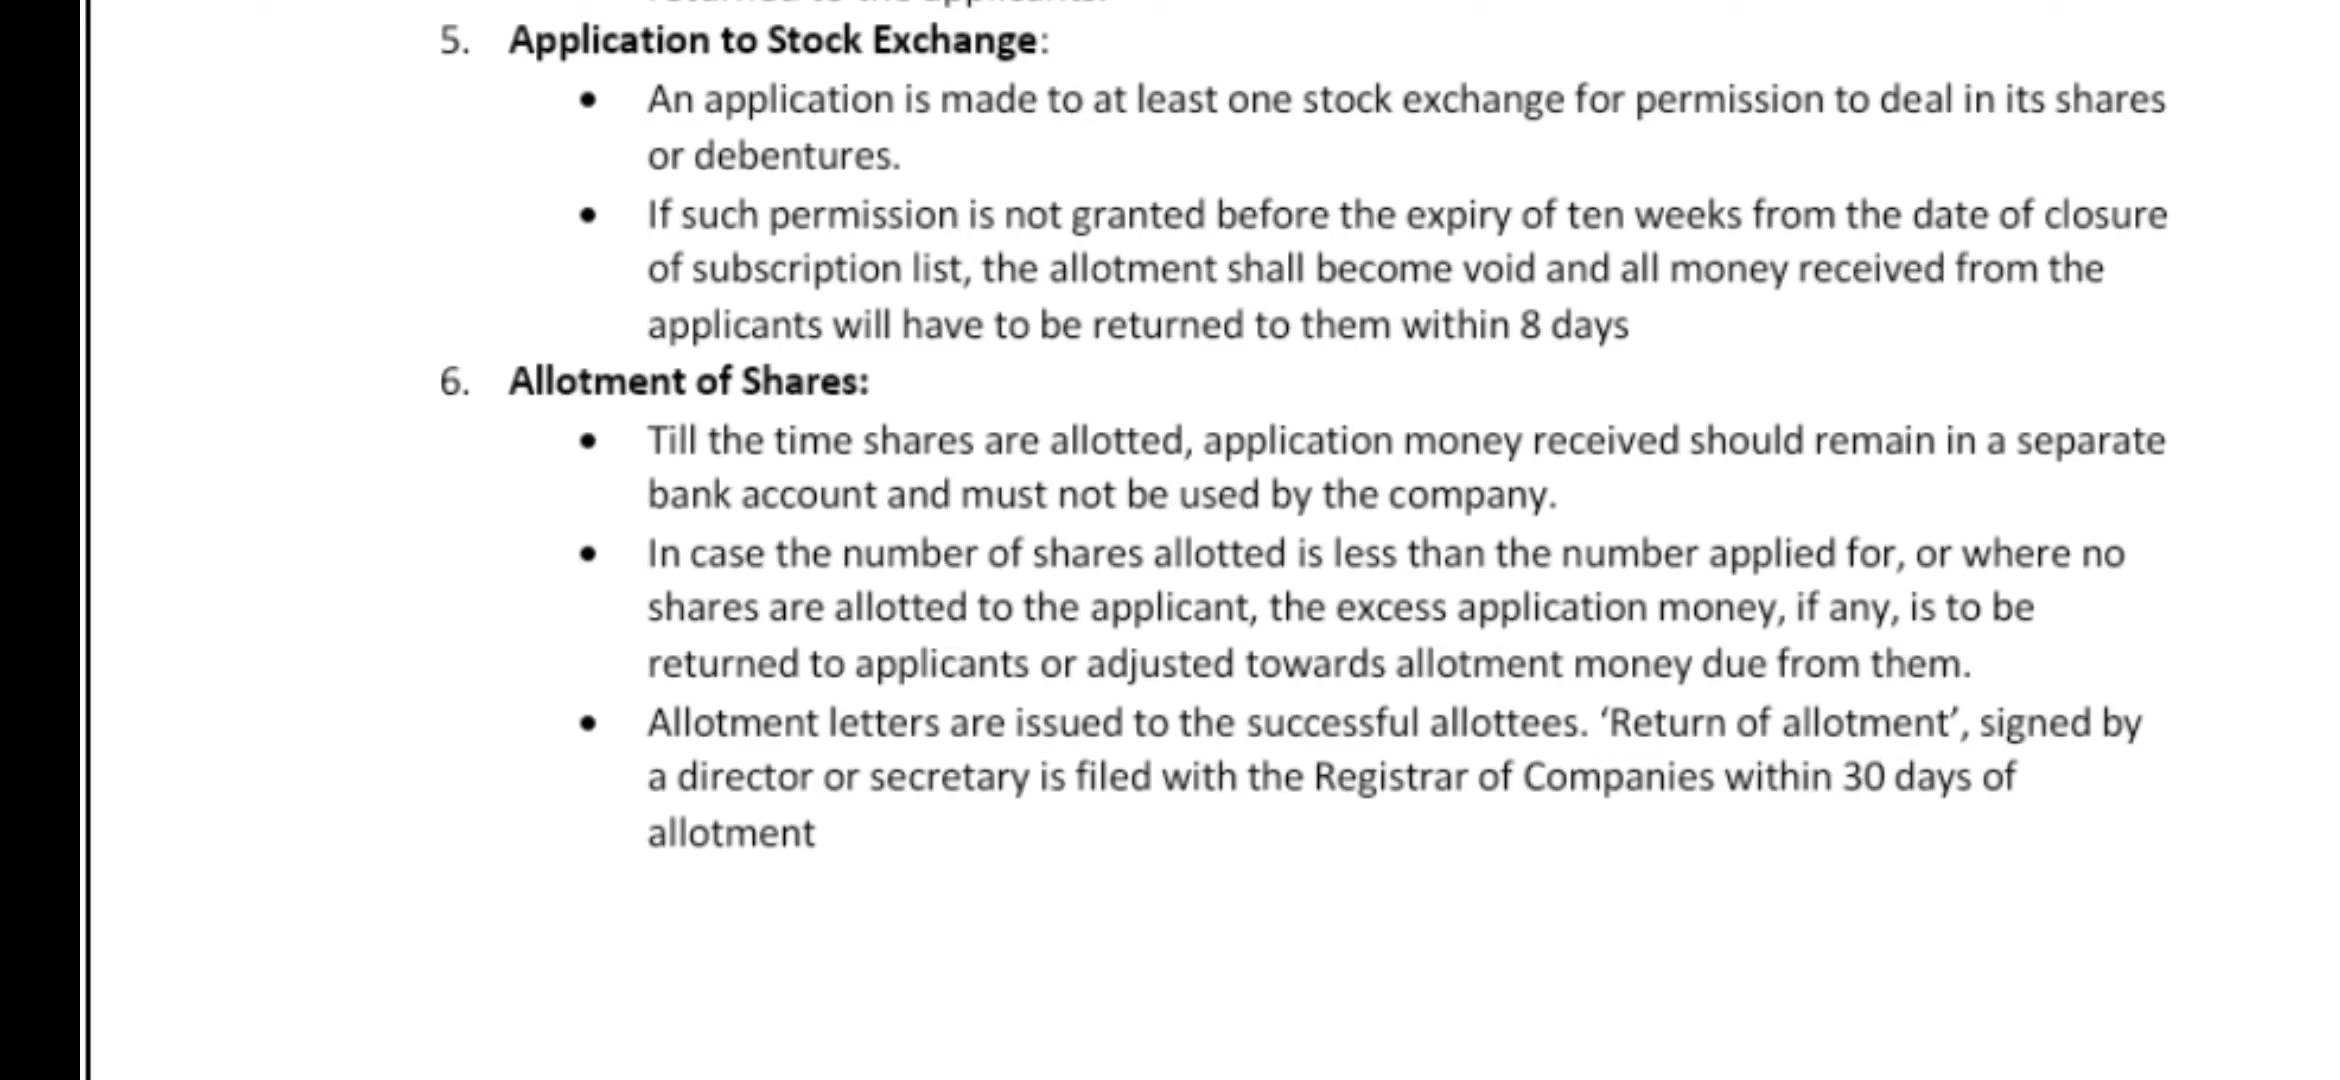 5. Application to Stock Exchange:
• An application is made to at least one stock exchange for permission to deal in its shares
or debentures.
• If such permission is not granted before the expiry of ten weeks from the date of closure
of subscription list, the allotment shall become void and all money received from the
applicants will have to be returned to them within 8 days
6. Allotment of Shares:
• Till the time shares are allotted, application money received should remain in a separate
bank account and must not be used by the company.
• In case the number of shares allotted is less than the number applied for, or where no
shares are allotted to the applicant, the excess application money, if any, is to be
returned to applicants or adjusted towards allotment money due from them.
• Allotment letters are issued to the successful allottees. ‘Return of allotment’, signed by
a director or secretary is filed with the Registrar of Companies within 30 days of
allotment